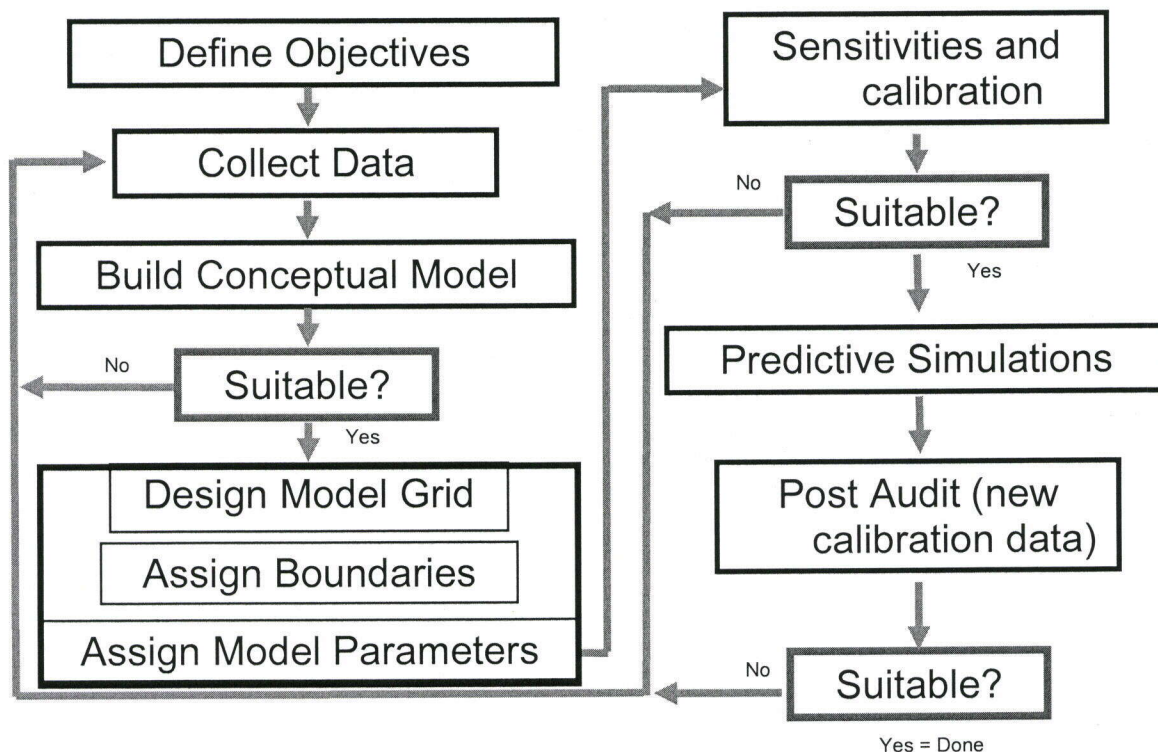 Define Objectives
Collect Data
Build Conceptual Model
No
Suitable?
Yes
Design Model Grid
Assign Boundaries
Assign Model Parameters
Sensitivities and
calibration
No
Suitable?
Yes
Predictive Simulations
Post Audit (new
calibration data)
No
Suitable?
Yes = Done